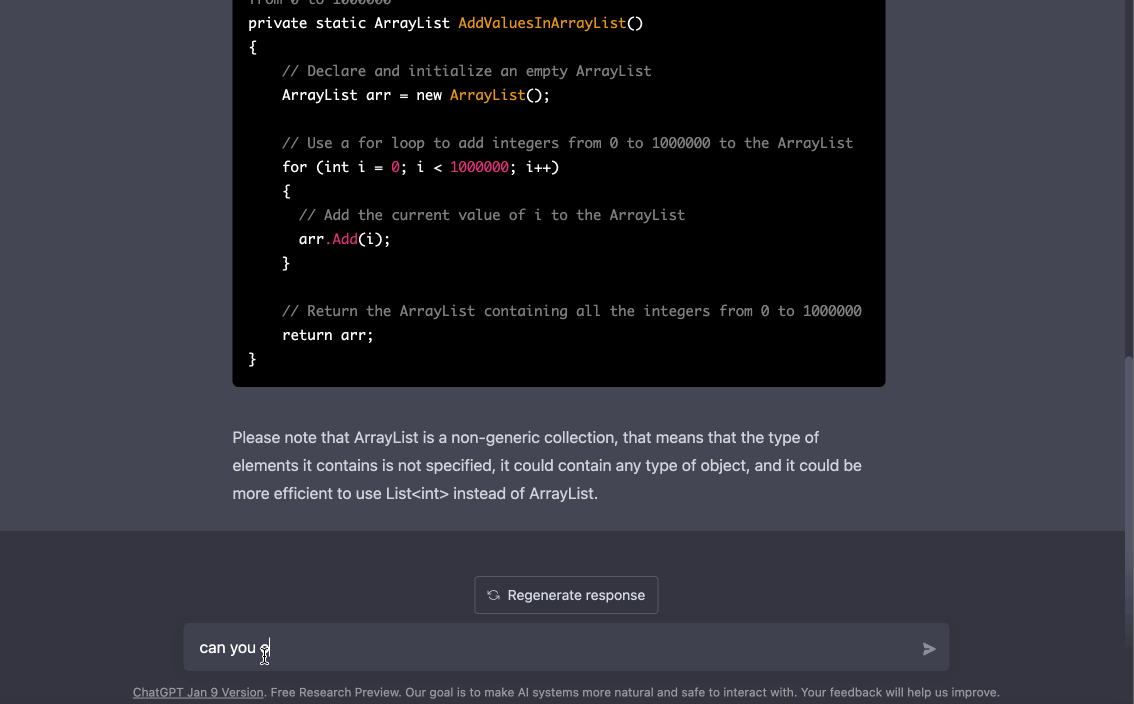 from 0 to 1000000
private static ArrayList AddValuesInArrayList()
{
// Declare and initialize an empty ArrayList
ArrayList arr = new ArrayList();
// Use a for loop to add integers from 0 to 1000000 to the ArrayList
for (int i = 0; i < 1000000; i++)
{
// Add the current value of i to the ArrayList
arr.Add(i);
}
// Return the ArrayList containing all the integers from 0 to 1000000
return arr;
}
Please note that ArrayList is a non-generic collection, that means that the type of
elements it contains is not specified, it could contain any type of object, and it could be
more efficient to use List<int> instead of ArrayList.
Regenerate response
can you
ChatGPT Jan 9 Version. Free Research Preview. Our goal is to make AI systems more natural and safe to interact with. Your feedback will help us improve.